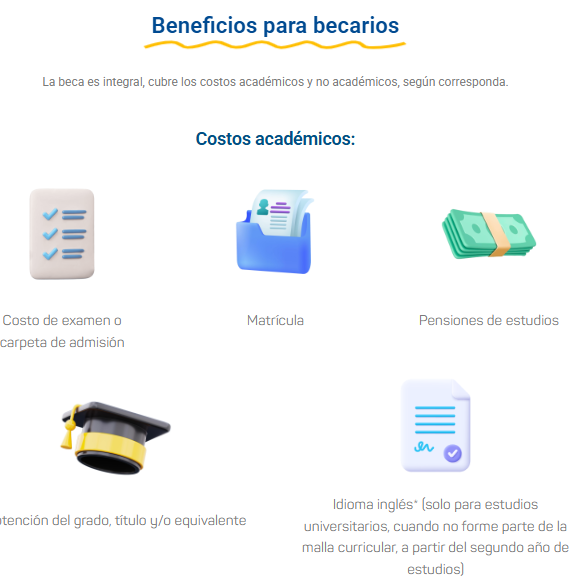 Beneficios para becarios
La beca es integral, cubre los costos académicos y no académicos, según corresponda.
Costos académicos:
Costo de examen o
carpeta de admisión
Matrícula
Pensiones de estudios
del grado, título y/o equivalente
Idioma inglés* (solo para estudios
universitarios, cuando no forme parte de la
malla curricular, a partir del segundo año de
estudios)